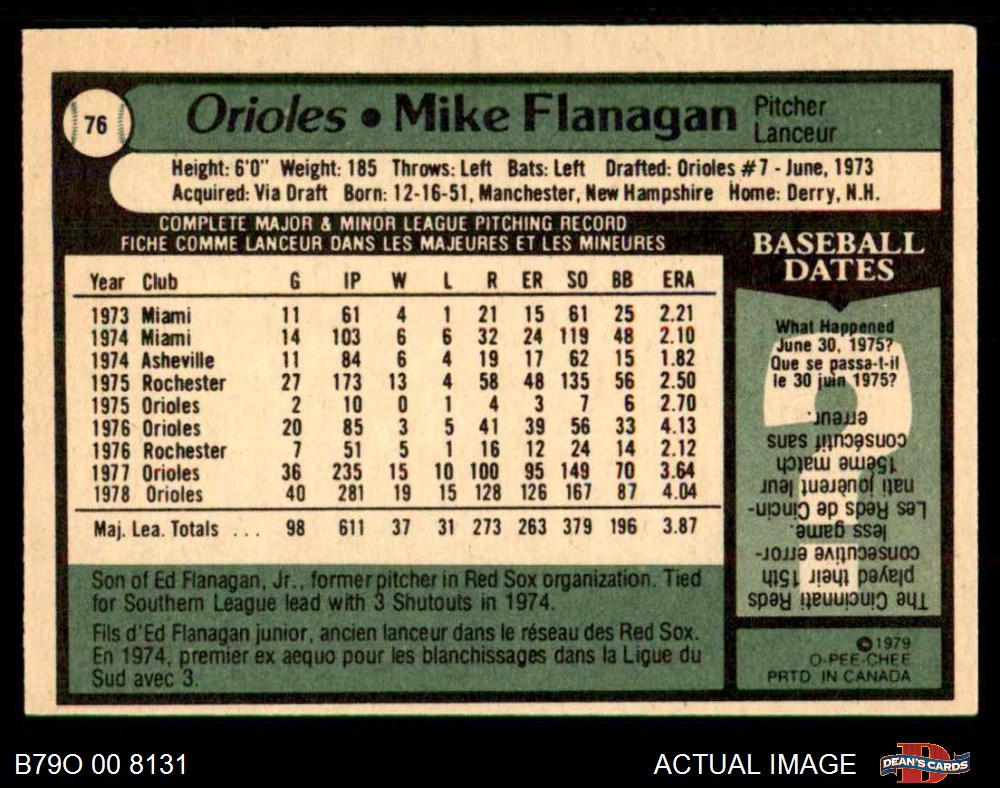 76
Orioles • Mike Flanagan Pitcher
Lanceur
Height: 6'0" Weight: 185 Throws: Left Bats: Left Drafted: Orioles #7 - June, 1973
Acquired: Via Draft Born: 12-16-51, Manchester, New Hampshire Home: Derry, N.H.
COMPLETE MAJOR & MINOR LEAGUE PITCHING RECORD
FICHE COMME LANCEUR DANS LES MAJEURES ET LES MINEURES
Year Club G IP W L R ER SO BB ERA
1973 Miami 11 61 4 1 21 15 61 25 2.21
1974 Miami 14 103 6 6 32 24 119 48 2.10
1974 Asheville 11 84 6 4 19 17 62 15 1.82
1975 Rochester 27 173 13 4 58 48 135 56 2.50
1975 Orioles 2 10 0 1 4 3 7 6 2.70
1976 Orioles 20 85 3 5 41 39 56 33 4.13
1976 Rochester 7 51 5 1 16 12 24 14 2.12
1977 Orioles 36 235 15 10 100 95 149 70 3.64
1978 Orioles 40 281 19 15 128 126 167 87 4.04
Maj. Lea. Totals ... 98 611 37 31 273 263 379 196 3.87
Son of Ed Flanagan, Jr., former pitcher in Red Sox organization. Tied
for Southern League lead with 3 Shutouts in 1974.
Fils d'Ed Flanagan junior, ancien lanceur dans le réseau des Red Sox.
En 1974, premier ex aequo pour les blanchissages dans la Ligue du
Sud avec 3.
BASEBALL
DATES
What Happened
June 30, 1975?
Que se passa-t-il
le 30 juin 1975?
The Cincinnati Reds
played their 15th
consecutive error-
less game.
Les Reds de Cincin-
nati jouèrent leur
15ème match
consécutif sans
erreur.
©1979
O-PEE-CHEE
PRTD IN CANADA
B79O 00 8131
ACTUAL IMAGE
D
DEAN'S CARDS